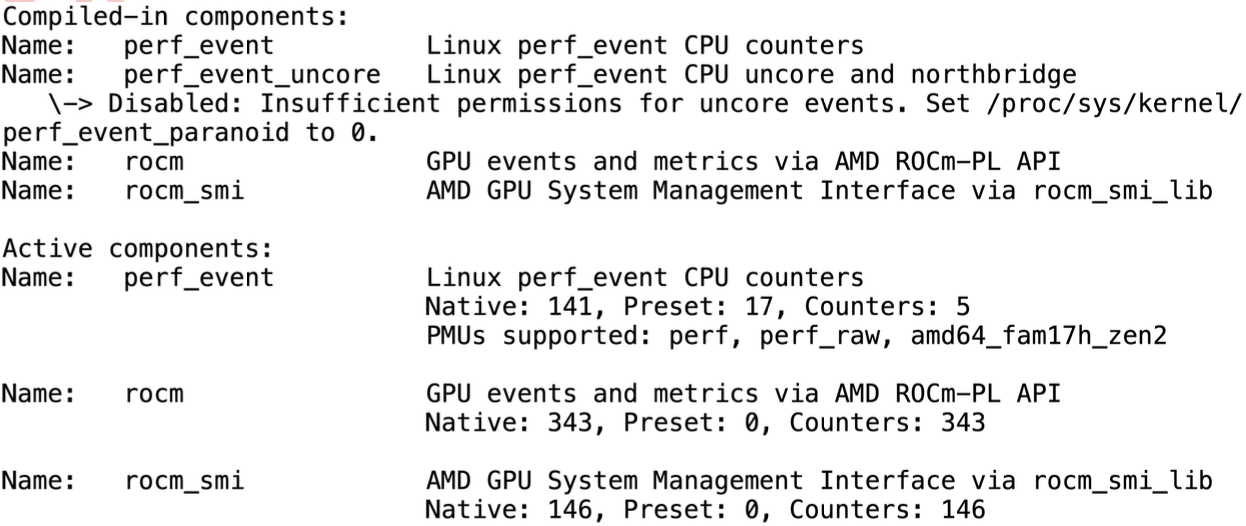 Compiled-in components:
Name:   perf_event              Linux perf_event CPU counters
Name:   perf_event_uncore       Linux perf_event CPU uncore and northbridge
   \-> Disabled: Insufficient permissions for uncore events. Set /proc/sys/kernel/
perf_event_paranoid to 0.
Name:   rocm                    GPU events and metrics via AMD ROCm-PL API
Name:   rocm_smi                AMD GPU System Management Interface via rocm_smi_lib

Active components:
Name:   perf_event              Linux perf_event CPU counters
                                Native: 141, Preset: 17, Counters: 5
                                PMUs supported: perf, perf_raw, amd64_fam17h_zen2

Name:   rocm                    GPU events and metrics via AMD ROCm-PL API
                                Native: 343, Preset: 0, Counters: 343

Name:   rocm_smi                AMD GPU System Management Interface via rocm_smi_lib
                                Native: 146, Preset: 0, Counters: 146